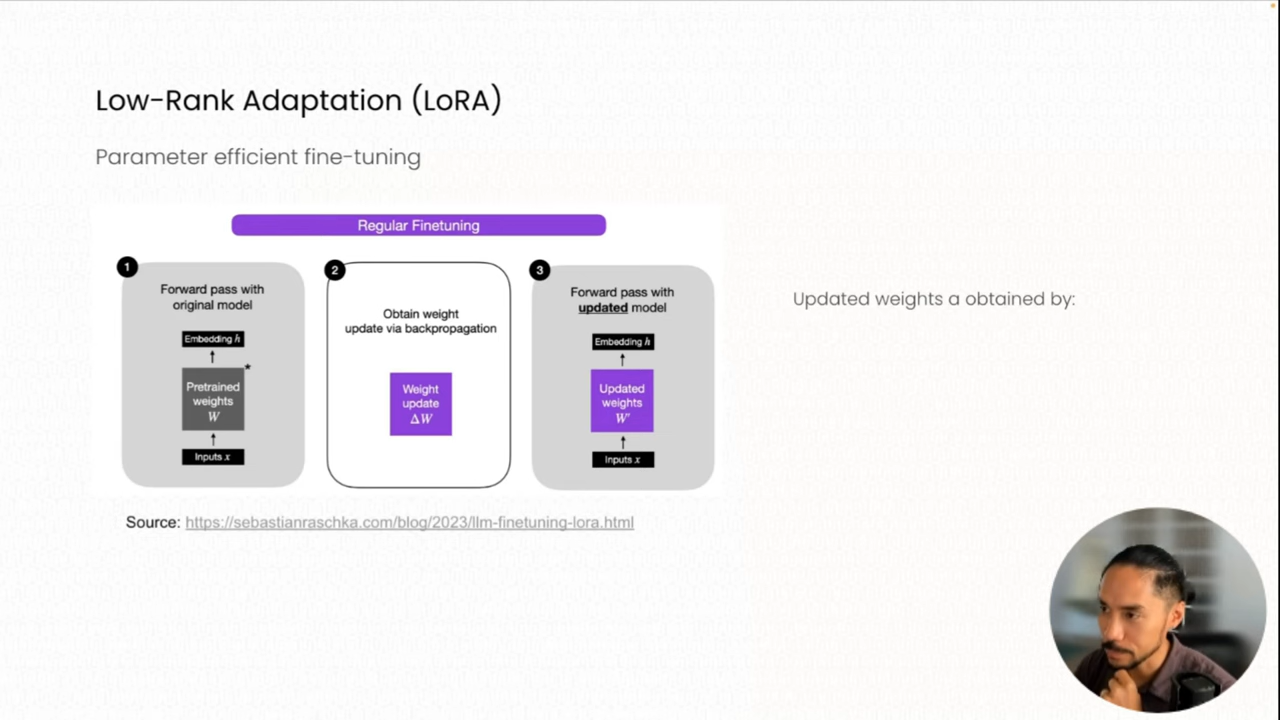 Low-Rank Adaptation (LoRA)
Parameter efficient fine-tuning
Regular Finetuning
1
Forward pass with
original model
Embedding h
*
Pretrained
weights
W
Inputs x
2
Obtain weight
update via backpropagation
Weight
update
ΔW
3
Forward pass with
updated model
Embedding h
Updated
weights
W'
Inputs x
Updated weights a obtained by:
Source: https://sebastianraschka.com/blog/2023/llm-finetuning-lora.html